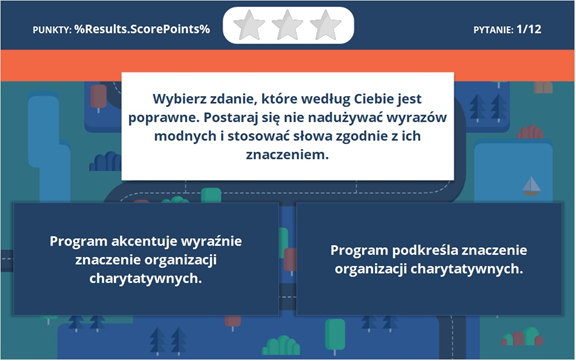 PUNKTY: %Results.ScorePoints%
PYTANIE: 1/12
Wybierz zdanie, które według Ciebie jest
poprawne. Postaraj się nie nadużywać wyrazów
modnych i stosować słowa zgodnie z ich
znaczeniem.
Program akcentuje wyraźnie
znaczenie organizacji
charytatywnych.
Program podkreśla znaczenie
organizacji charytatywnych.